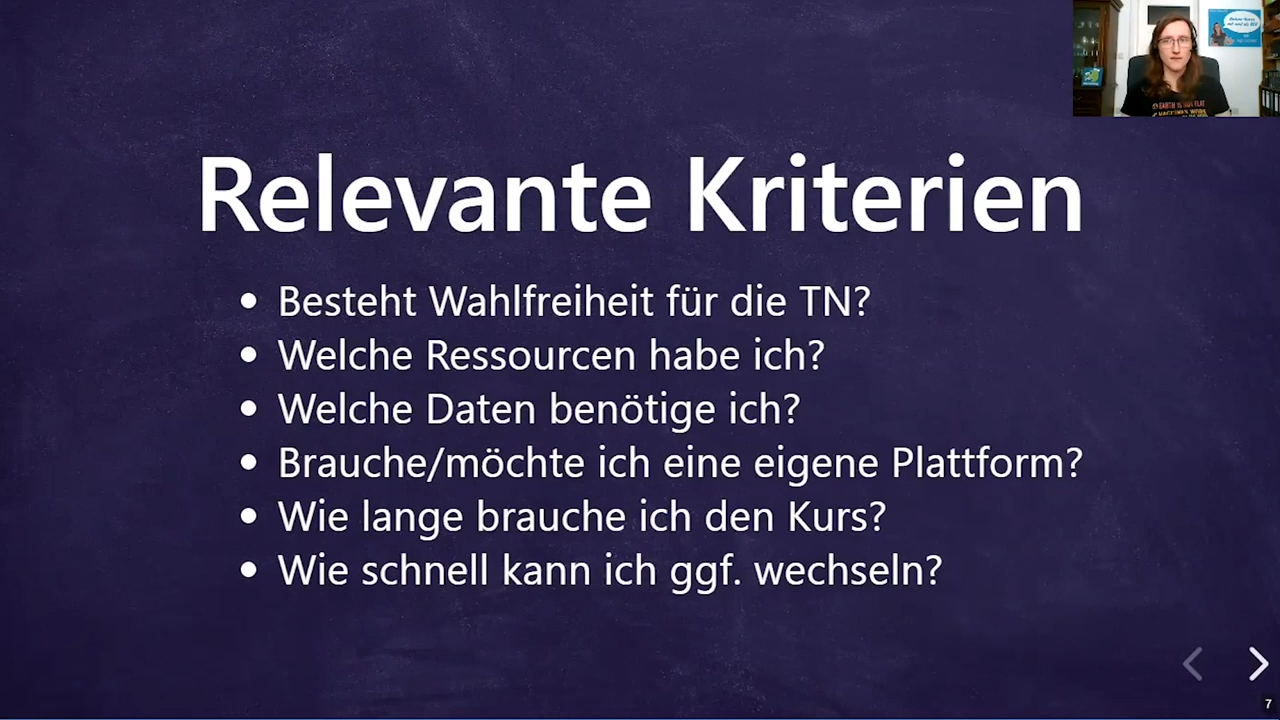 Relevante Kriterien
• Besteht Wahlfreiheit für die TN?
• Welche Ressourcen habe ich?
• Welche Daten benötige ich?
• Brauche/möchte ich eine eigene Plattform?
• Wie lange brauche ich den Kurs?
• Wie schnell kann ich ggf. wechseln?
7